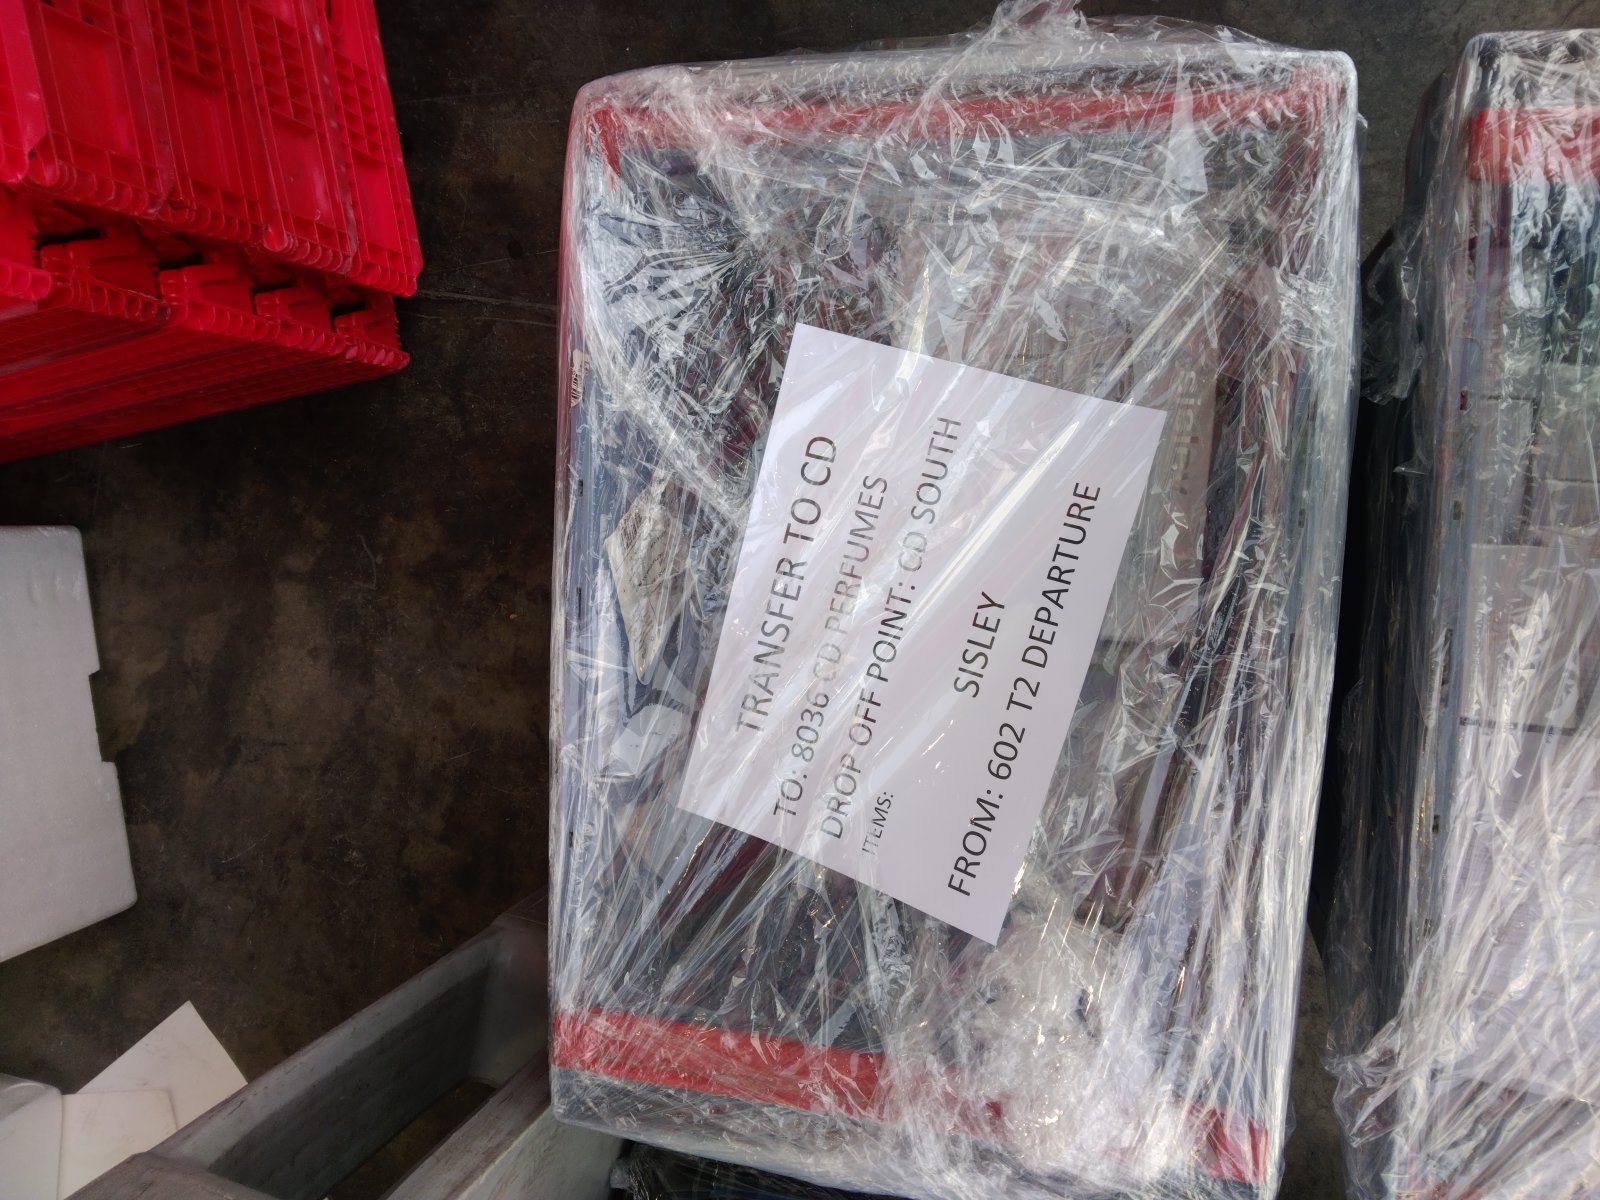 TRANSFER TO CD
TO: 8036 CD PERFUMES
DROP OFF POINT: CD SOUTH
ITEMS:
SISLEY
FROM: 602 T2 DEPARTURE